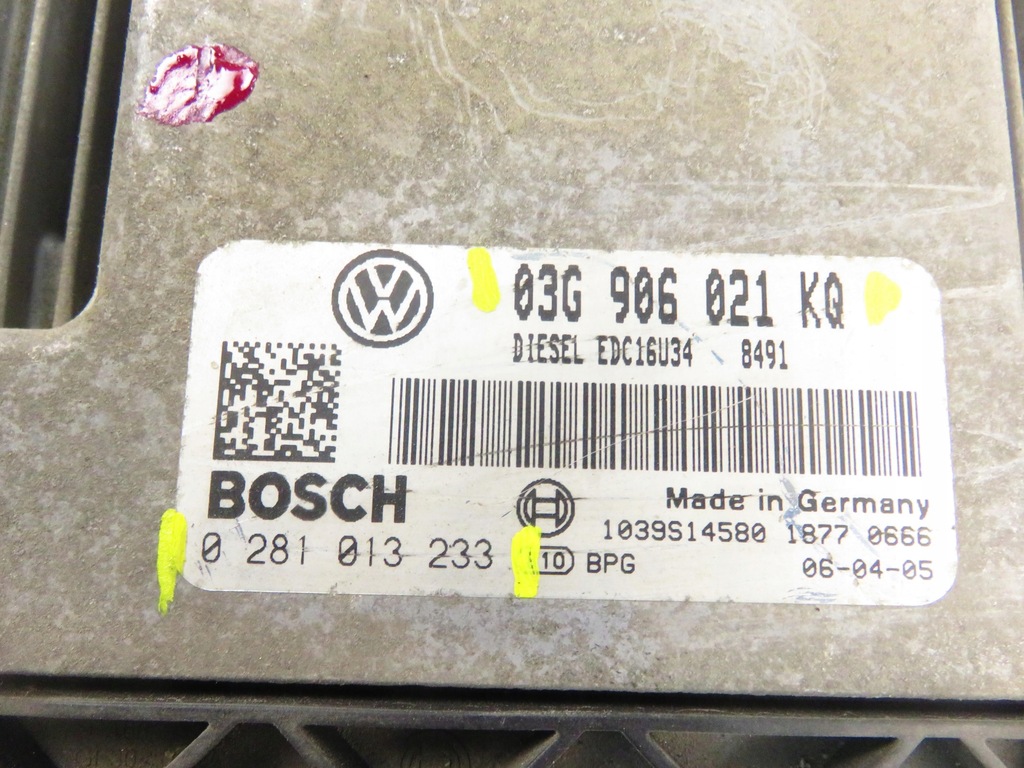 VW
03G 906 021 KQ
DIESEL EDC16U34 8491
BOSCH
Made in Germany
1039S14580 1877 0666
0 281 013 233
10 BPG
06-04-05